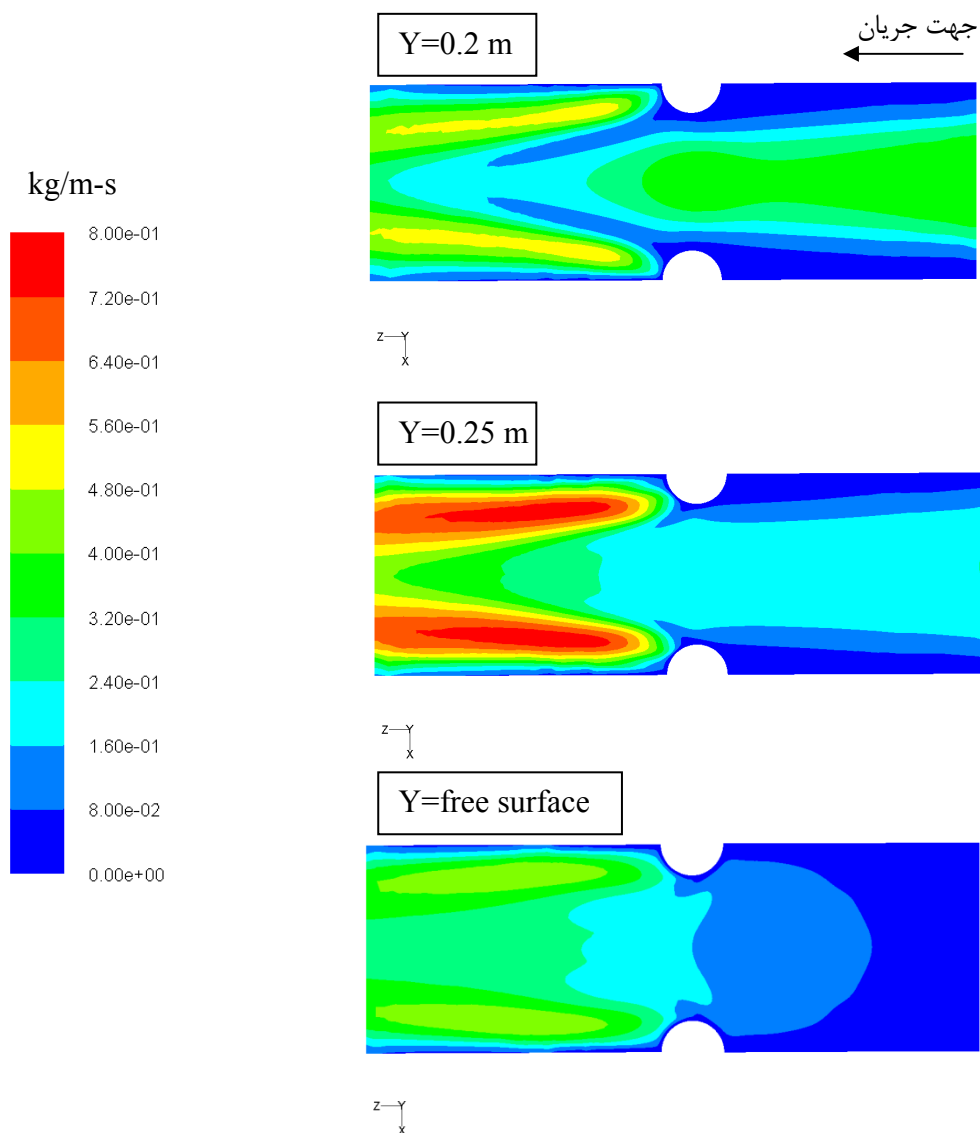 Y=0.2 m
جهت جریان
kg/m-s
8.00e-01
7.20e-01
6.40e-01
5.60e-01
4.80e-01
4.00e-01
3.20e-01
2.40e-01
1.60e-01
8.00e-02
0.00e+00
Z Y
X
Y=0.25 m
Z Y
X
Y=free surface
Z Y
X